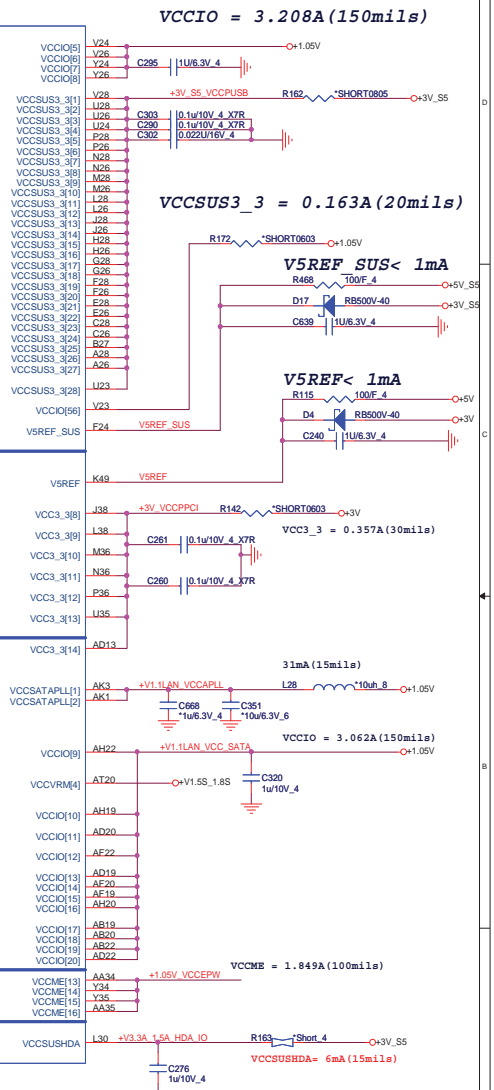 VCCIO = 3.208A(150mils)
VCCIO[5] V24 +1.05V
VCCIO[6] V26
VCCIO[7] Y24 C295 1U/6.3V_4
VCCIO[8] Y26
VCCSUS3_3[1] V28 +3V_S5_VCCPUSB R162 *SHORT0805 +3V_S5
VCCSUS3_3[2] U28
VCCSUS3_3[3] U26 C303 0.1u/10V_4_X7R
VCCSUS3_3[4] U24 C290 0.1u/10V_4_X7R
VCCSUS3_3[5] P28 C302 0.022U/16V_4
VCCSUS3_3[6] P26
VCCSUS3_3[7] N28
VCCSUS3_3[8] N26
VCCSUS3_3[9] M28
VCCSUS3_3[10] M26
VCCSUS3_3[11] L28
VCCSUS3_3[12] L26
VCCSUS3_3[13] J28
VCCSUS3_3[14] J26
VCCSUS3_3[15] H28
VCCSUS3_3[16] H26
VCCSUS3_3[17] G28
VCCSUS3_3[18] G26
VCCSUS3_3[19] F28
VCCSUS3_3[20] F26
VCCSUS3_3[21] E28
VCCSUS3_3[22] E26
VCCSUS3_3[23] C28
VCCSUS3_3[24] C26
VCCSUS3_3[25] B27
VCCSUS3_3[26] A28
VCCSUS3_3[27] A26
VCCSUS3_3 = 0.163A(20mils)
R172 *SHORT0603 +1.05V
V5REF_SUS< 1mA
R468 100/F_4 +5V_S5
D17 RB500V-40 +3V_S5
C639 1U/6.3V_4
VCCSUS3_3[28] U23
VCCIO[56] V23
V5REF_SUS F24 V5REF_SUS
V5REF< 1mA
R115 100/F_4 +5V
D4 RB500V-40 +3V
C240 1U/6.3V_4
V5REF K49 V5REF
VCC3_3[8] J38 +3V_VCCPPCI R142 *SHORT0603 +3V
VCC3_3 = 0.357A(30mils)
VCC3_3[9] L38
VCC3_3[10] M36 C261 0.1u/10V_4_X7R
VCC3_3[11] N36
VCC3_3[12] P36 C260 0.1u/10V_4_X7R
VCC3_3[13] U35
VCC3_3[14] AD13
31mA(15mils)
VCCSATAPLL[1] AK3 +V1.1LAN_VCCAPLL L28 *10uh_8 +1.05V
VCCSATAPLL[2] AK1
C668 *1u/6.3V_4
C351 *10u/6.3V_6
VCCIO = 3.062A(150mils)
VCCIO[9] AH22 +V1.1LAN_VCC_SATA +1.05V
VCCVRM[4] AT20 +V1.5S_1.8S
C320 1u/10V_4
VCCIO[10] AH19
VCCIO[11] AD20
VCCIO[12] AF22
VCCIO[13] AD19
VCCIO[14] AF20
VCCIO[15] AF19
VCCIO[16] AH20
VCCIO[17] AB19
VCCIO[18] AB20
VCCIO[19] AB22
VCCIO[20] AD22
VCCME = 1.849A(100mils)
VCCME[13] AA34 +1.05V_VCCEPW
VCCME[14] Y34
VCCME[15] Y35
VCCME[16] AA35
VCCSUSHDA L30 +V3.3A_1.5A_HDA_IO R163 *Short_4 +3V_S5
VCCSUSHDA= 6mA(15mils)
C276 1u/10V_4
D
C
B